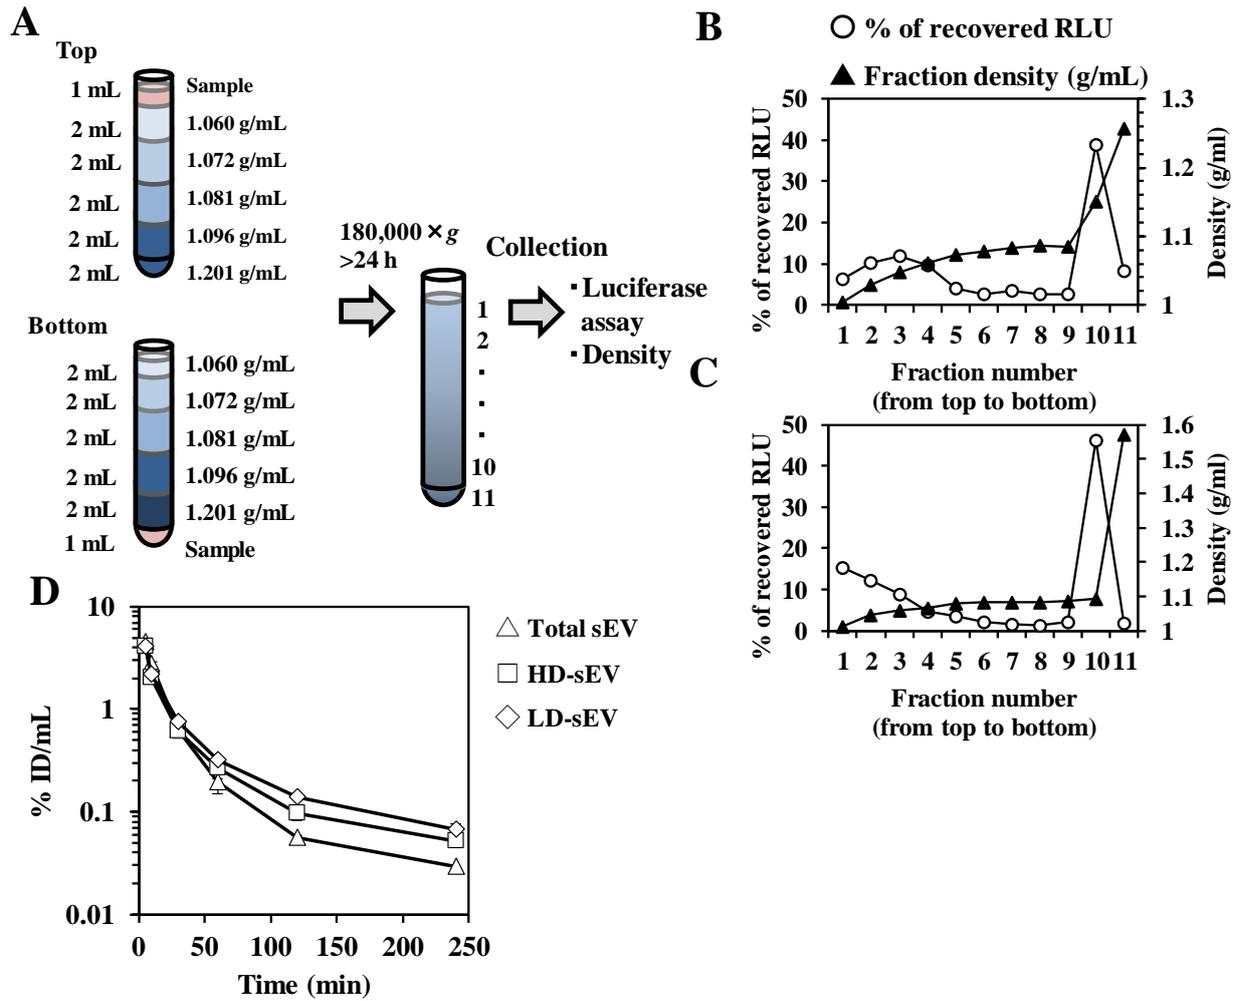 A
Top
1 mL Sample
2 mL 1.060 g/mL
2 mL 1.072 g/mL
2 mL 1.081 g/mL
2 mL 1.096 g/mL
2 mL 1.201 g/mL
Bottom
2 mL 1.060 g/mL
2 mL 1.072 g/mL
2 mL 1.081 g/mL
2 mL 1.096 g/mL
2 mL 1.201 g/mL
1 mL Sample
180,000 × g
>24 h
1
2
·
·
·
10
11
Collection
· Luciferase
assay
· Density
B
% of recovered RLU
Fraction density (g/mL)
% of recovered RLU
50
40
30
20
10
0
1.3
1.2
1.1
1
Density (g/ml)
1 2 3 4 5 6 7 8 9 10 11
Fraction number
(from top to bottom)
C
% of recovered RLU
50
40
30
20
10
0
1.6
1.5
1.4
1.3
1.2
1.1
1
Density (g/ml)
1 2 3 4 5 6 7 8 9 10 11
Fraction number
(from top to bottom)
D
% ID/mL
10
1
0.1
0.01
0 50 100 150 200 250
Time (min)
Total sEV
HD-sEV
LD-sEV